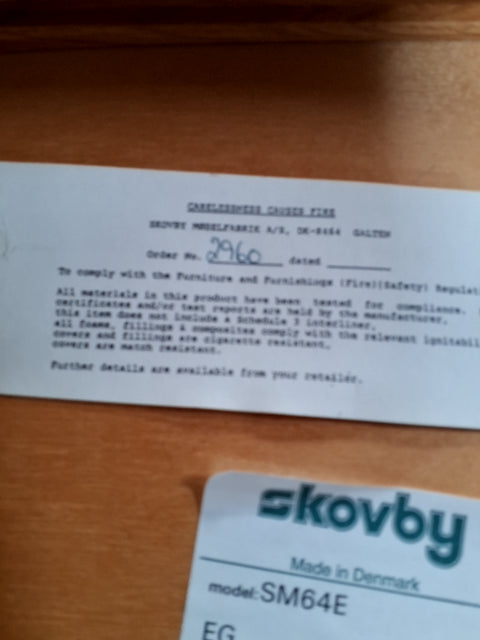 CARELESSNESS CAUSES FIRE
SKOVBY MØBELFABRIK A/S, DK-8464 GALTEN
Order No. 2960 dated
To comply with the Furniture and Furnishings (Fire)(Safety) Regulati
All materials in this product have been tested for compliance.
certificates and/or test reports are held by the manufacturer,
this item does not include a Schedule 3 interliner,
all foams, fillings & composites comply with the relevant ignitabili
covers and fillings are cigarette resistant,
covers are match resistant.
Further details are available from your retailer.
skovby
Made in Denmark
model: SM64E
EG